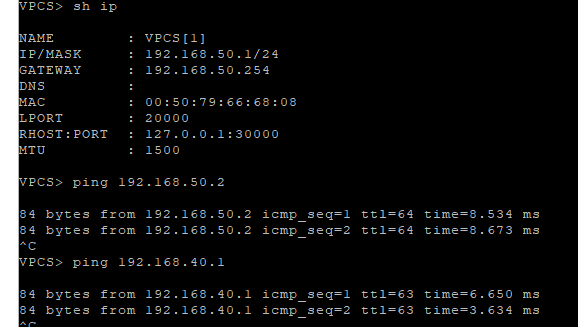 VPCS> sh ip
NAME : VPCS[1]
IP/MASK : 192.168.50.1/24
GATEWAY : 192.168.50.254
DNS :
MAC : 00:50:79:66:68:08
LPORT : 20000
RHOST:PORT : 127.0.0.1:30000
MTU : 1500
VPCS> ping 192.168.50.2
84 bytes from 192.168.50.2 icmp_seq=1 ttl=64 time=8.534 ms
84 bytes from 192.168.50.2 icmp_seq=2 ttl=64 time=8.673 ms
^C
VPCS> ping 192.168.40.1
84 bytes from 192.168.40.1 icmp_seq=1 ttl=63 time=6.650 ms
84 bytes from 192.168.40.1 icmp_seq=2 ttl=63 time=3.634 ms
^C